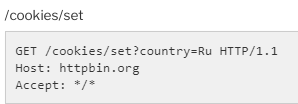 /cookies/set
GET /cookies/set?country=Ru HTTP/1.1
Host: httpbin.org
Accept: */*